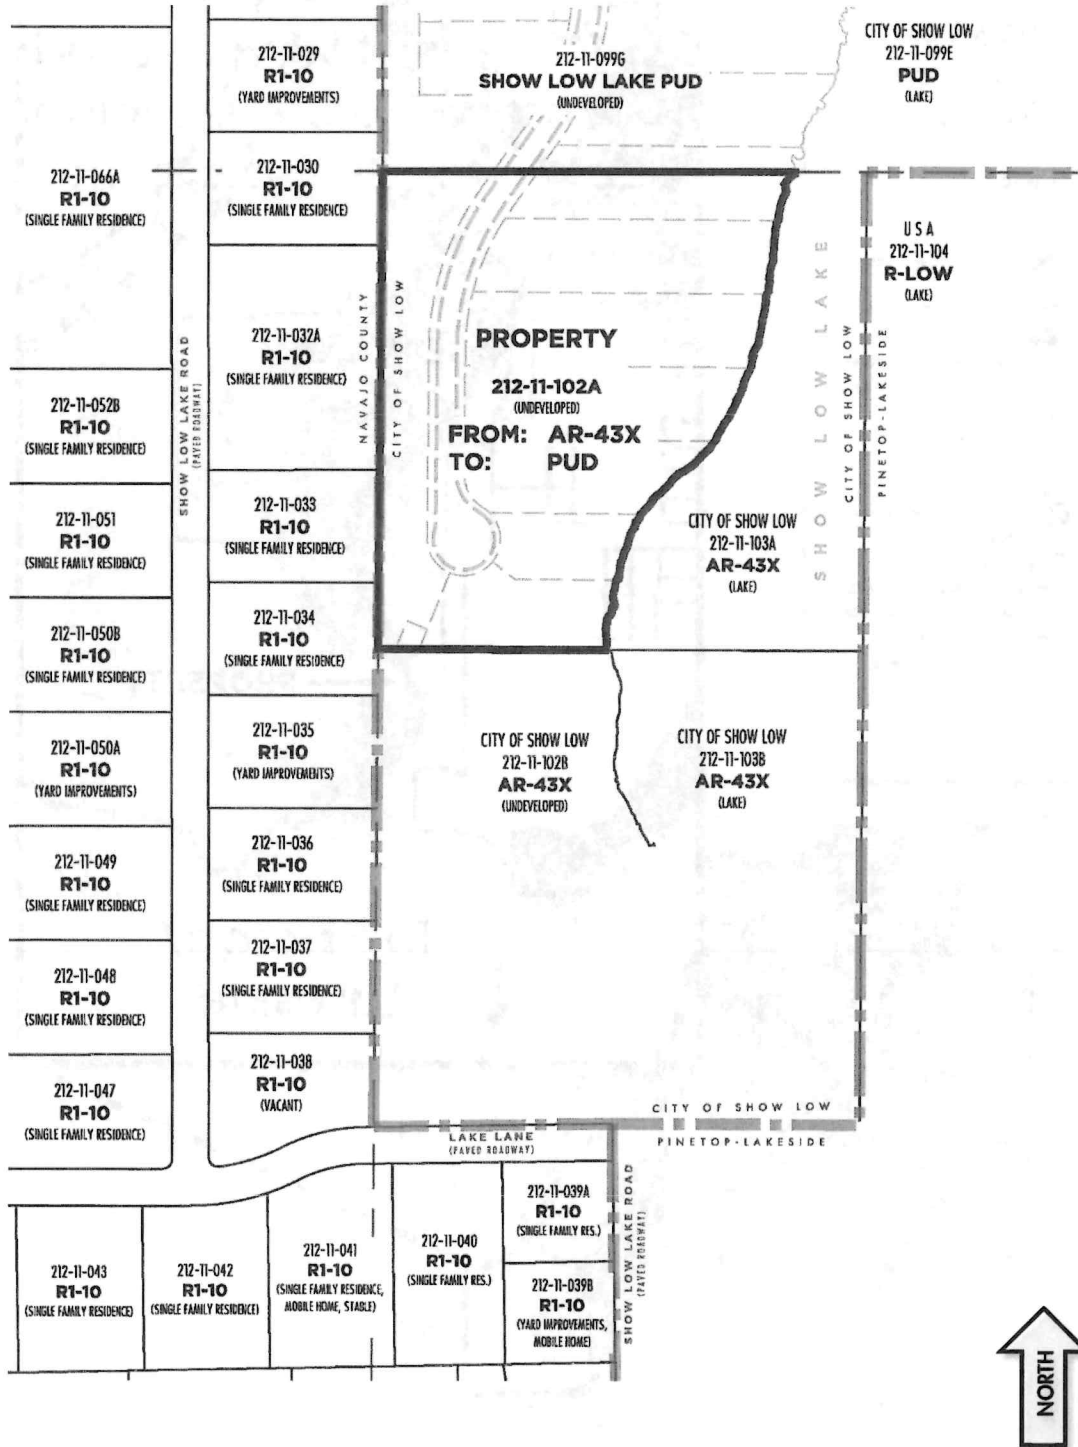 212-11-029
R1-10
(YARD IMPROVEMENTS)
212-11-099G
SHOW LOW LAKE PUD
(UNDEVELOPED)
CITY OF SHOW LOW
212-11-099E
PUD
(LAKE)
212-11-066A
R1-10
(SINGLE FAMILY RESIDENCE)
212-11-030
R1-10
(SINGLE FAMILY RESIDENCE)
U S A
212-11-104
R-LOW
(LAKE)
212-11-032A
R1-10
(SINGLE FAMILY RESIDENCE)
NAVAJO COUNTY
CITY OF SHOW LOW
PROPERTY
212-11-102A
(UNDEVELOPED)
FROM: AR-43X
TO: PUD
SHOW LOW LAKE
CITY OF SHOW LOW
PINETOP-LAKESIDE
212-11-052B
R1-10
(SINGLE FAMILY RESIDENCE)
SHOW LOW LAKE ROAD
(PAVED ROADWAY)
212-11-051
R1-10
(SINGLE FAMILY RESIDENCE)
212-11-033
R1-10
(SINGLE FAMILY RESIDENCE)
CITY OF SHOW LOW
212-11-103A
AR-43X
(LAKE)
212-11-050B
R1-10
(SINGLE FAMILY RESIDENCE)
212-11-034
R1-10
(SINGLE FAMILY RESIDENCE)
212-11-050A
R1-10
(YARD IMPROVEMENTS)
212-11-035
R1-10
(YARD IMPROVEMENTS)
CITY OF SHOW LOW
212-11-102B
AR-43X
(UNDEVELOPED)
CITY OF SHOW LOW
212-11-103B
AR-43X
(LAKE)
212-11-049
R1-10
(SINGLE FAMILY RESIDENCE)
212-11-036
R1-10
(SINGLE FAMILY RESIDENCE)
212-11-048
R1-10
(SINGLE FAMILY RESIDENCE)
212-11-037
R1-10
(SINGLE FAMILY RESIDENCE)
212-11-047
R1-10
(SINGLE FAMILY RESIDENCE)
212-11-038
R1-10
(VACANT)
CITY OF SHOW LOW
PINETOP-LAKESIDE
LAKE LANE
(PAVED ROADWAY)
212-11-043
R1-10
(SINGLE FAMILY RESIDENCE)
212-11-042
R1-10
(SINGLE FAMILY RESIDENCE)
212-11-041
R1-10
(SINGLE FAMILY RESIDENCE,
MOBILE HOME, STABLE)
212-11-040
R1-10
(SINGLE FAMILY RES.)
212-11-039A
R1-10
(SINGLE FAMILY RES.)
212-11-039B
R1-10
(YARD IMPROVEMENTS,
MOBILE HOME)
SHOW LOW LAKE ROAD
(PAVED ROADWAY)
NORTH